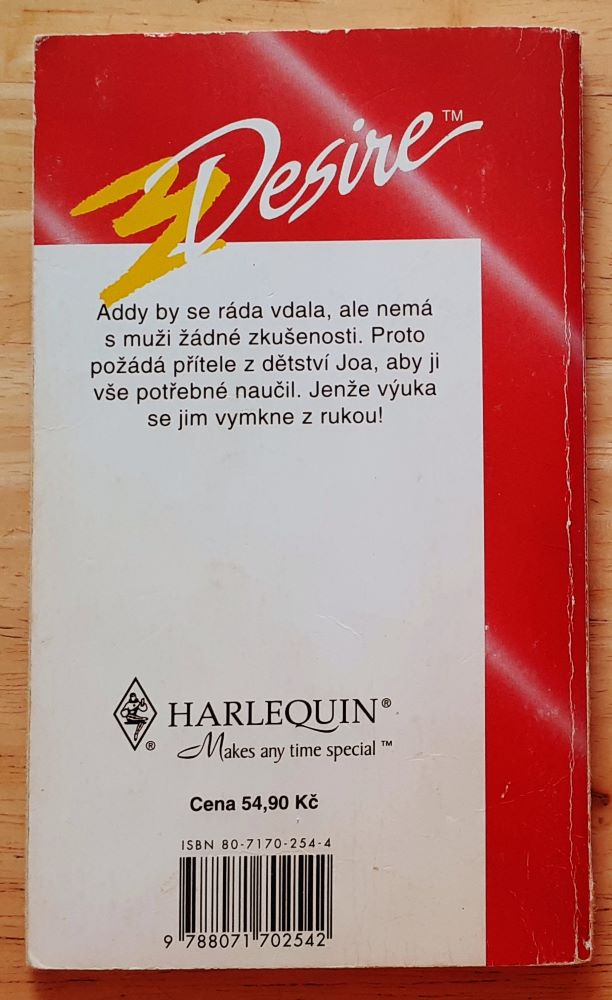 Desire™
Addy by se ráda vdala, ale nemá
s muži žádné zkušenosti. Proto
požádá přítele z dětství Joa, aby ji
vše potřebné naučil. Jenže výuka
se jim vymkne z rukou!
HARLEQUIN®
®
Makes any time special™
Cena 54,90 Kč
ISBN 80-7170-254-4
9 788071 702542